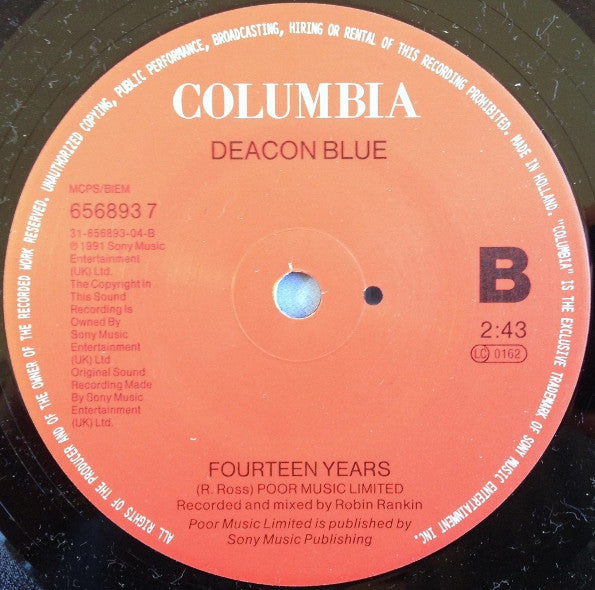 ALL RIGHTS OF THE PRODUCER AND OF THE OWNER OF THE RECORDED WORK RESERVED. UNAUTHORIZED COPYING, PUBLIC PERFORMANCE, BROADCASTING, HIRING OR RENTAL OF THIS RECORDING PROHIBITED. MADE IN HOLLAND. "COLUMBIA" IS THE EXCLUSIVE TRADEMARK OF SONY MUSIC ENTERTAINMENT INC.
COLUMBIA
DEACON BLUE
MCPS/BIEM
656893 7
31-656893-04-B
℗ 1991 Sony Music
Entertainment
(UK) Ltd.
The Copyright In
This Sound
Recording Is
Owned By
Sony Music
Entertainment
(UK) Ltd
Original Sound
Recording Made
By Sony Music
Entertainment
(UK) Ltd.
B
2:43
LC 0162
FOURTEEN YEARS
(R. Ross) POOR MUSIC LIMITED
Recorded and mixed by Robin Rankin
Poor Music Limited is published by
Sony Music Publishing